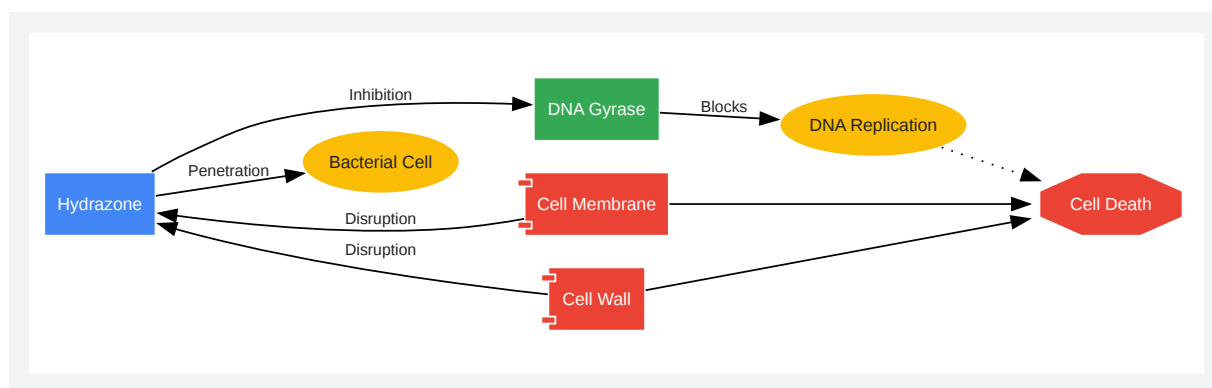 Inhibition
DNA Gyrase
Blocks
DNA Replication
Bacterial Cell
Penetration
Hydrazone
Cell Membrane
Cell Death
Disruption
Disruption
Cell Wall